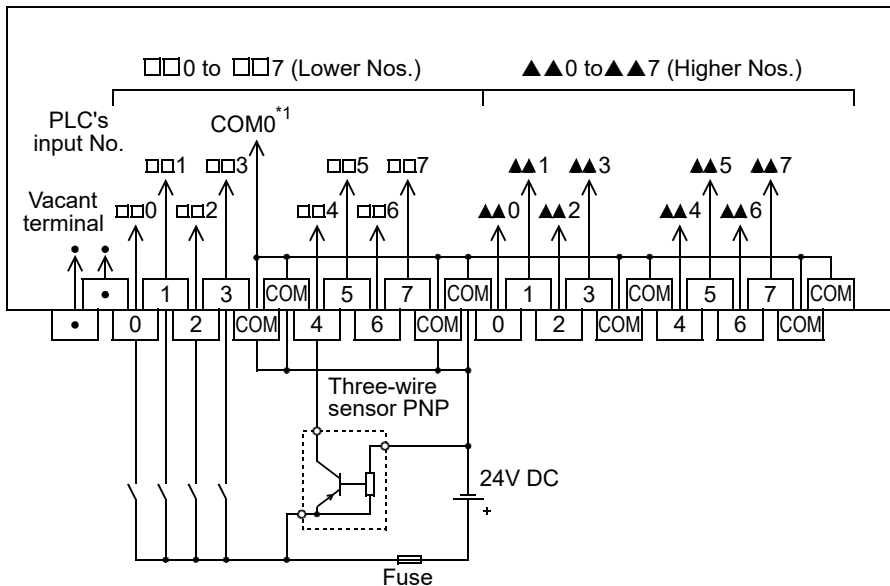 □□0 to □□7 (Lower Nos.) ▲▲0 to ▲▲7 (Higher Nos.)
PLC's
input No.
COM0*1
□□1 □□3 □□5 □□7 ▲▲1 ▲▲3 ▲▲5 ▲▲7
Vacant
terminal
□□0 □□2 □□4 □□6 ▲▲0 ▲▲2 ▲▲4 ▲▲6
• 1 3 COM 5 7 COM 1 3 COM 5 7 COM
• 0 2 COM 4 6 COM 0 2 COM 4 6 COM
Three-wire
sensor PNP
24V DC
+
Fuse